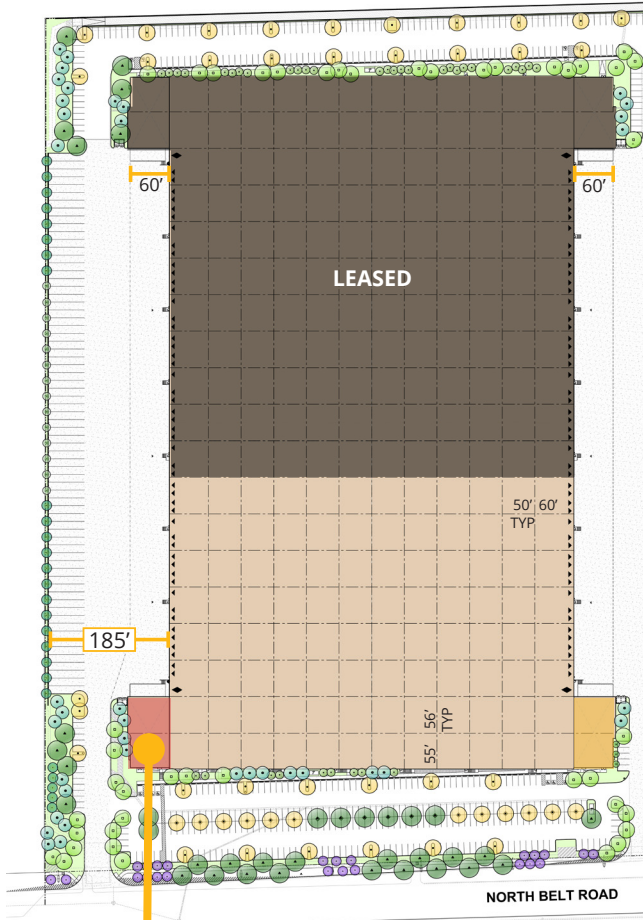 60’
60’
LEASED
50’ 60’
TYP
185’
55’ 56’
TYP
NORTH BELT ROAD